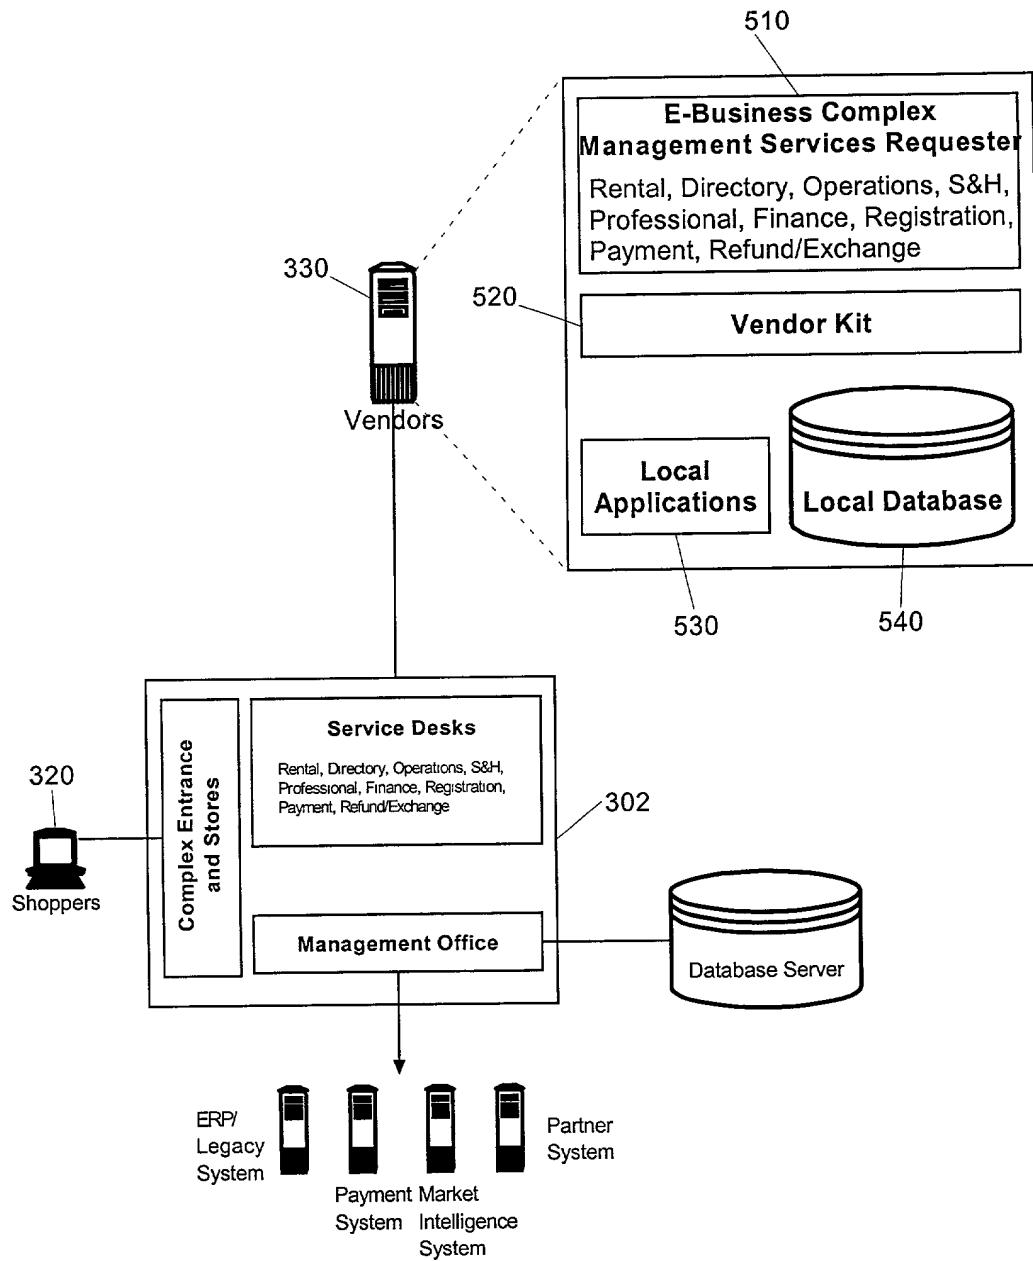 510
E-Business Complex
Management Services Requester
Rental, Directory, Operations, S&H,
Professional, Finance, Registration,
Payment, Refund/Exchange
330
520
Vendor Kit
Vendors
Local
Applications
Local Database
530
540
Service Desks
Rental, Directory, Operations, S&H,
Professional, Finance, Registration,
Payment, Refund/Exchange
320
302
Complex Entrance
and Stores
Shoppers
Management Office
Database Server
ERP/
Legacy
System
Payment
System
Market
Intelligence
System
Partner
System